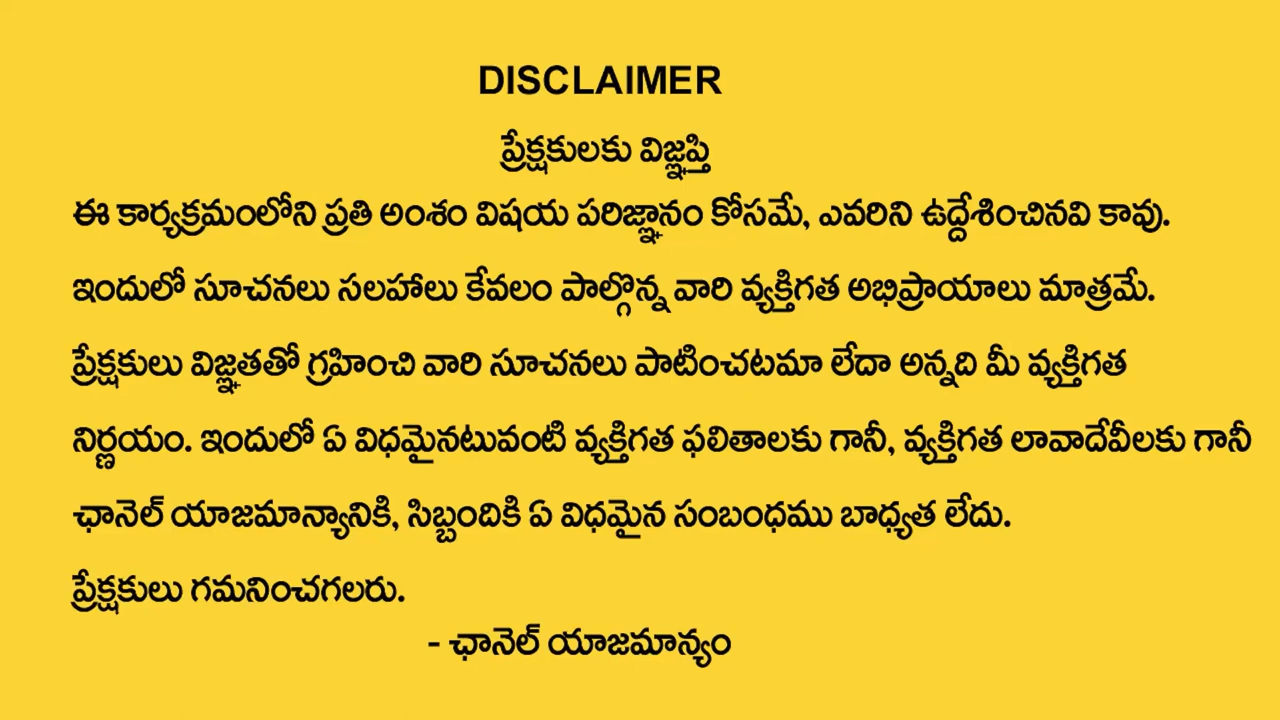 DISCLAIMER
ప్రేక్షకులకు విజ్ఞప్తి
ఈ కార్యక్రమంలోని ప్రతి అంశం విషయ పరిజ్ఞానం కోసమే, ఎవరిని ఉద్దేశించినవి కావు.
ఇందులో సూచనలు సలహాలు కేవలం పాల్గొన్న వారి వ్యక్తిగత అభిప్రాయాలు మాత్రమే.
ప్రేక్షకులు విజ్ఞతతో గ్రహించి వారి సూచనలు పాటించటమా లేదా అన్నది మీ వ్యక్తిగత
నిర్ణయం. ఇందులో ఏ విధమైనటువంటి వ్యక్తిగత ఫలితాలకు గానీ, వ్యక్తిగత లావాదేవీలకు గానీ
ఛానెల్ యాజమాన్యానికి, సిబ్బందికి ఏ విధమైన సంబంధము బాధ్యత లేదు.
ప్రేక్షకులు గమనించగలరు.
- ఛానెల్ యాజమాన్యం